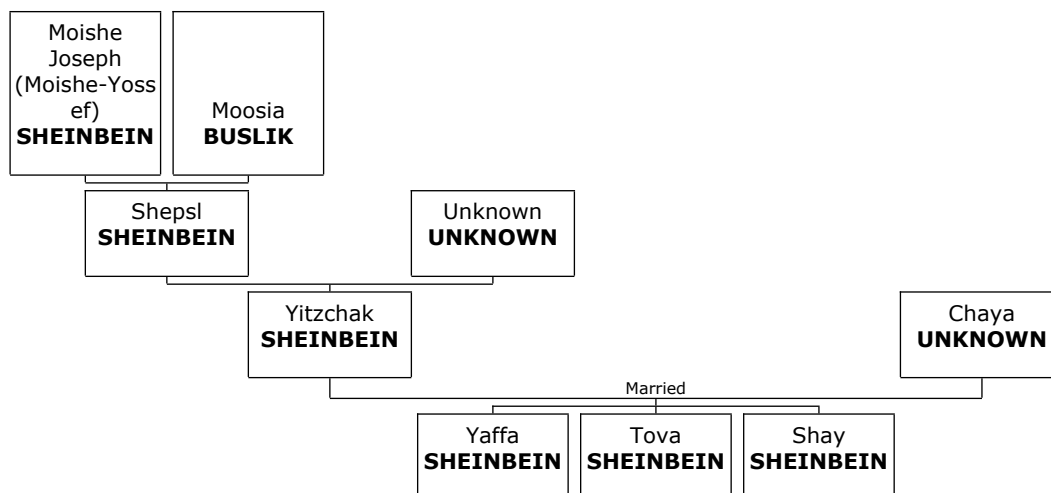 Moishe
Joseph
(Moishe-Yoss
ef)
SHEINBEIN
Moosia
BUSLIK
Shepsl
SHEINBEIN
Unknown
UNKNOWN
Yitzchak
SHEINBEIN
Chaya
UNKNOWN
Married
Yaffa
SHEINBEIN
Tova
SHEINBEIN
Shay
SHEINBEIN